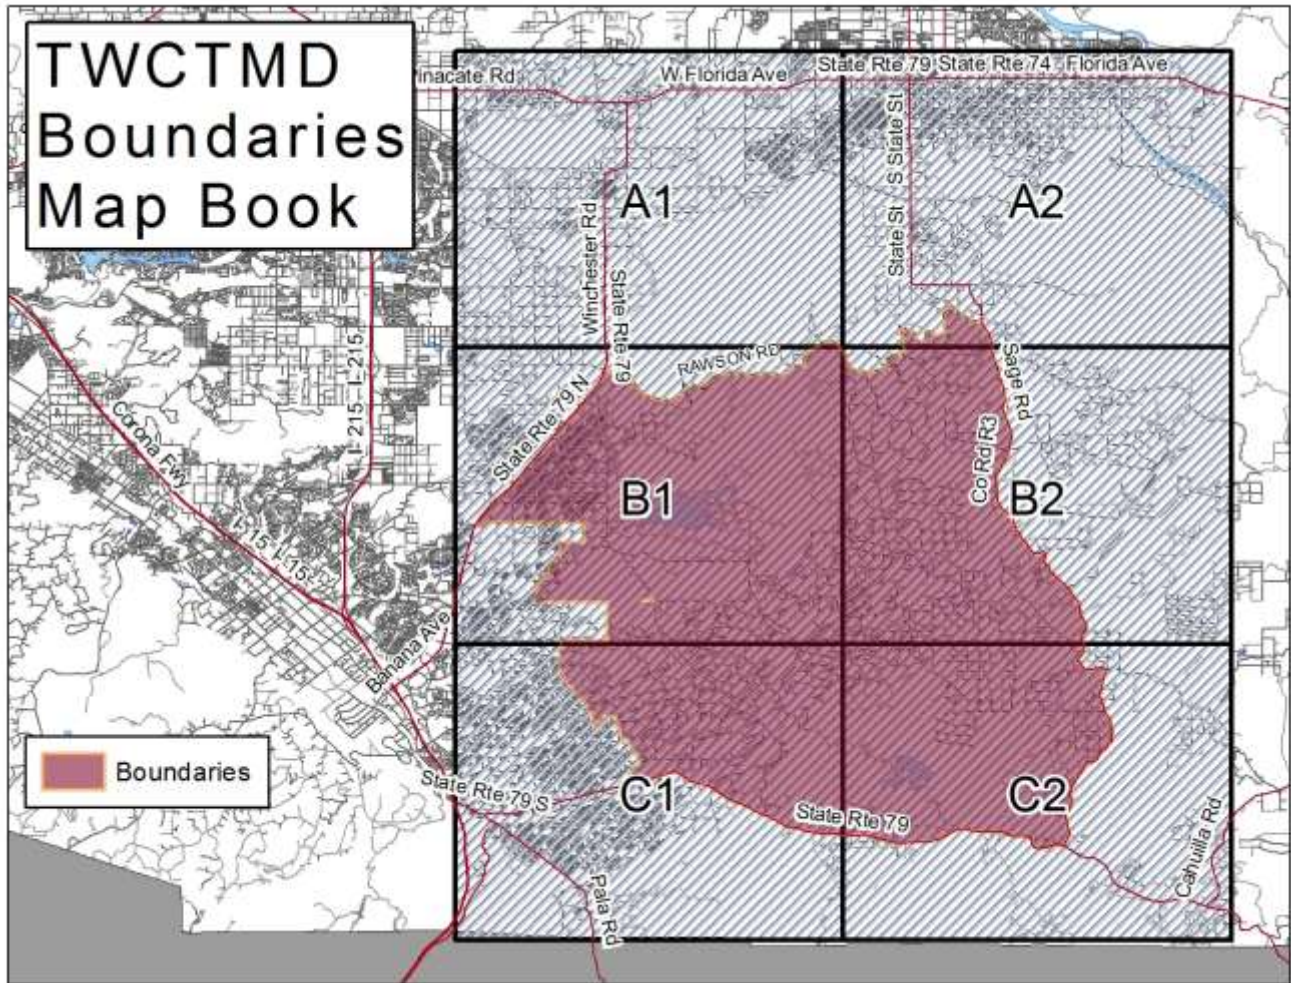 TWCTMD
Boundaries
Map Book
inacate Rd
W Florida Ave
State Rte 79
State Rte 74
Florida Ave
S State St
State St
A1
A2
Winchester Rd
State Rte 79
I-215
I-215
RAWSON RD
Sage Rd
State Rte 79 N
Corona Fwy
Co Rd R3
B1
B2
I-15
I-15
Banana Ave
Boundaries
State Rte 79 S
C1
State Rte 79
C2
Cahuilla Rd
Pala Rd